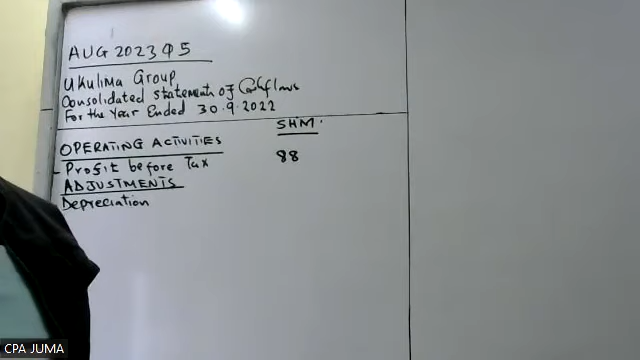 AUG 2023 Q5
Ukulima Group
Consolidated statement of Cashflows
For the Year Ended 30.9.2022
SHM
OPERATING ACTIVITIES
Profit before Tax 88
ADJUSTMENTS
Depreciation
CPA JUMA